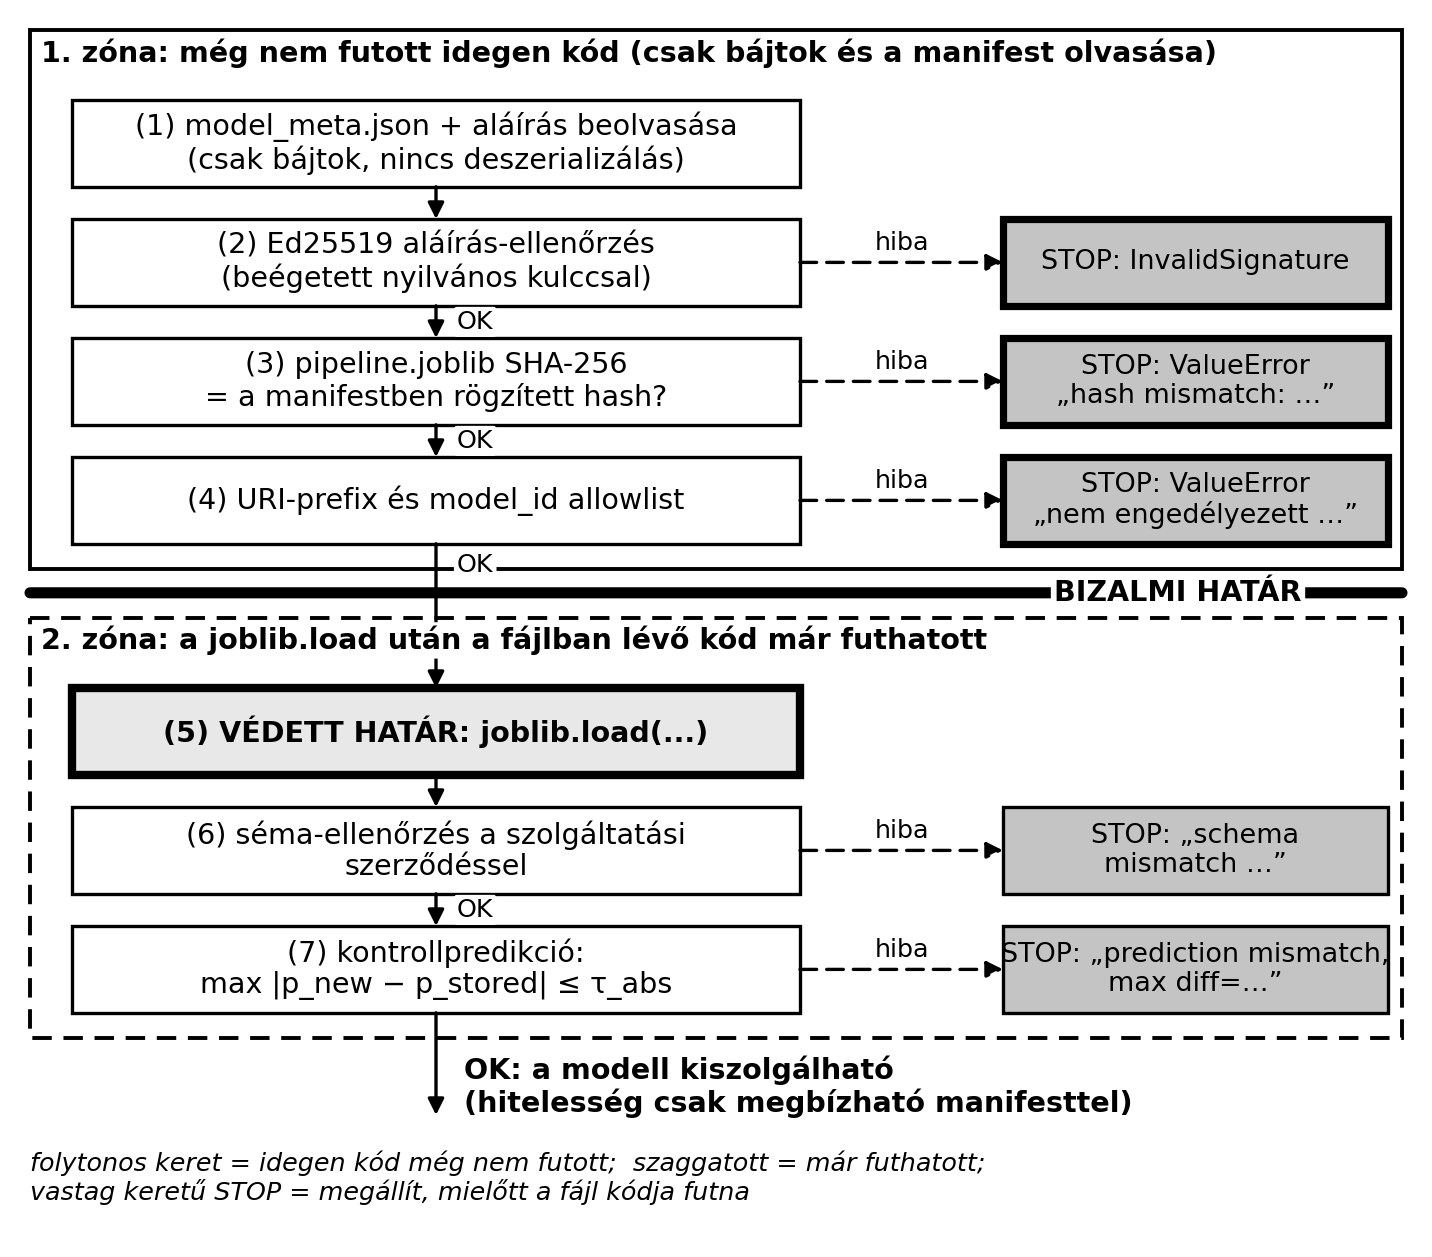 1. zóna: még nem futott idegen kód (csak bájtok és a manifest olvasása)
(1) model_meta.json + aláírás beolvasása
(csak bájtok, nincs deszerializálás)
(2) Ed25519 aláírás-ellenőrzés
(beégetett nyilvános kulccsal)
hiba
STOP: InvalidSignature
OK
(3) pipeline.joblib SHA-256
= a manifestben rögzített hash?
hiba
STOP: ValueError
„hash mismatch: …”
OK
(4) URI-prefix és model_id allowlist
hiba
STOP: ValueError
„nem engedélyezett …”
OK
BIZALMI HATÁR
2. zóna: a joblib.load után a fájlban lévő kód már futhatott
(5) VÉDETT HATÁR: joblib.load(...)
(6) séma-ellenőrzés a szolgáltatási
szerződéssel
hiba
STOP: „schema
mismatch …”
OK
(7) kontrollpredikció:
max |p_new − p_stored| ≤ τ_abs
hiba
STOP: „prediction mismatch,
max diff=…”
OK: a modell kiszolgálható
(hitelesség csak megbízható manifesttel)
folytonos keret = idegen kód még nem futott;  szaggatott = már futhatott;
vastag keretű STOP = megállít, mielőtt a fájl kódja futna